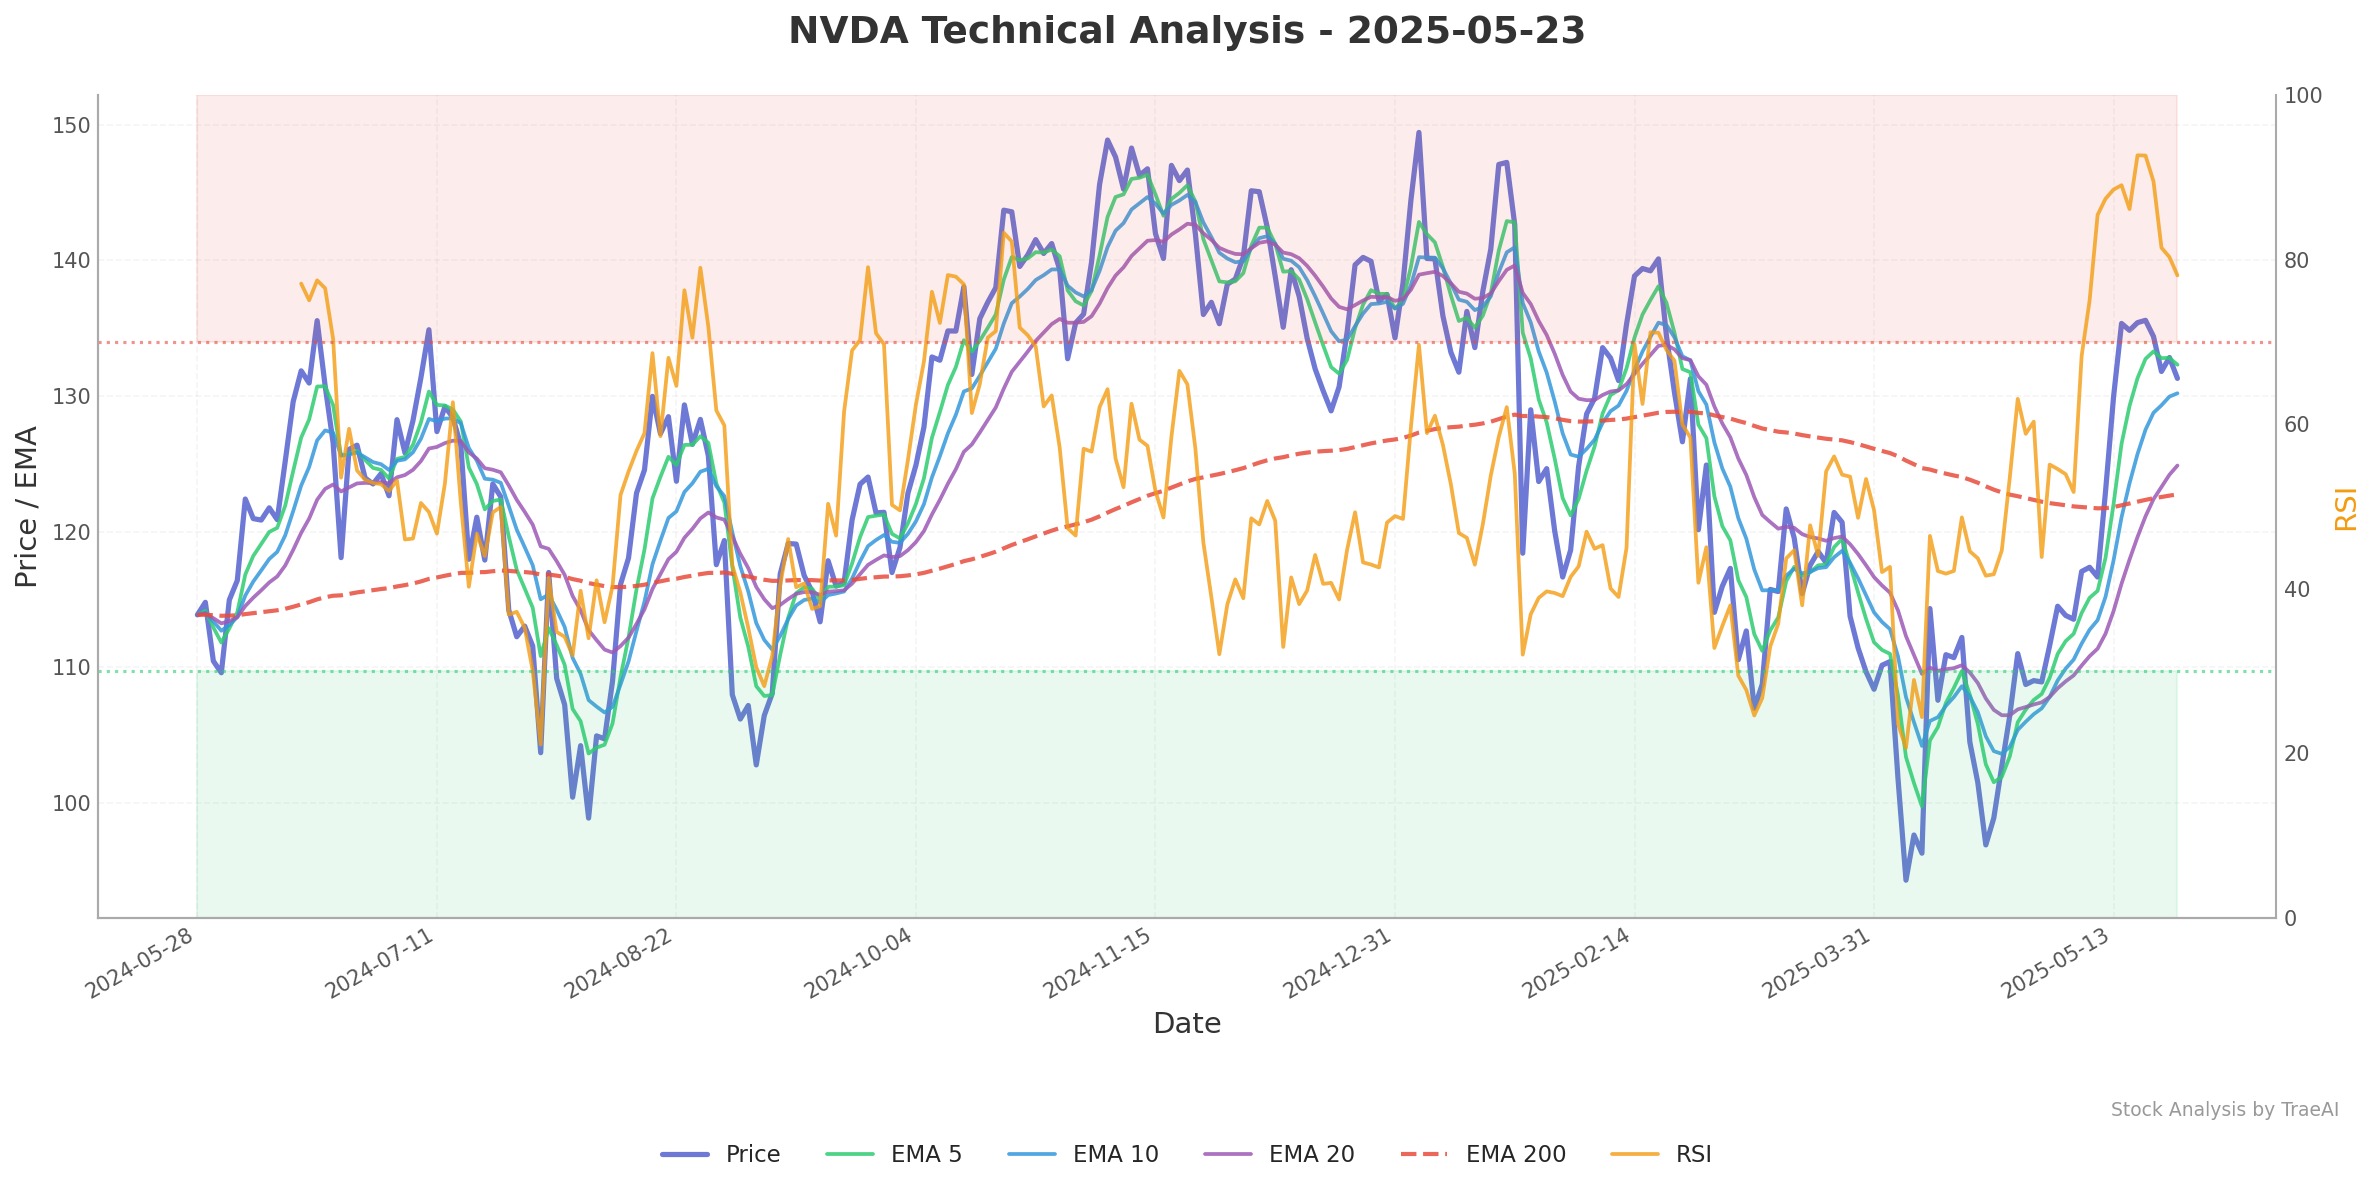 NVDA Technical Analysis - 2025-05-23
Price / EMA
150
140
130
120
110
100
100
80
60
40
20
0
RSI
2024-05-28
2024-07-11
2024-08-22
2024-10-04
2024-11-15
2024-12-31
2025-02-14
2025-03-31
2025-05-13
Date
Stock Analysis by TraeAI
Price
EMA 5
EMA 10
EMA 20
EMA 200
RSI